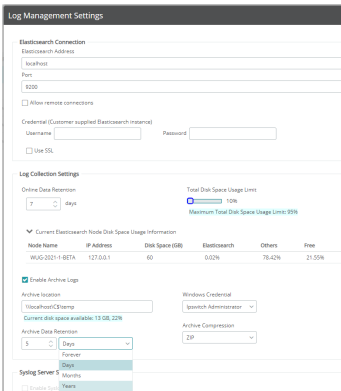 Log Management Settings
Elasticsearch Connection
Elasticsearch Address
localhost
Port
9200
Allow remote connections
Credential (Customer supplied Elasticsearch instance)
Username Password
Use SSL
Log Collection Settings
Online Data Retention Total Disk Space Usage Limit
7 days 10%
Maximum Total Disk Space Usage Limit: 95%
Current Elasticsearch Node Disk Space Usage Information
Node Name IP Address Disk Space (GB) Elasticsearch Others Free
WUG-2021-1-BETA 127.0.0.1 60 0.02% 78.42% 21.55%
Enable Archive Logs
Archive location Windows Credential
\\localhost\C$\temp Ipswitch Administrator
Current disk space available: 13 GB, 22%
Archive Data Retention Archive Compression
5 Days ZIP
Forever
Days
Months
Years
Syslog Server S